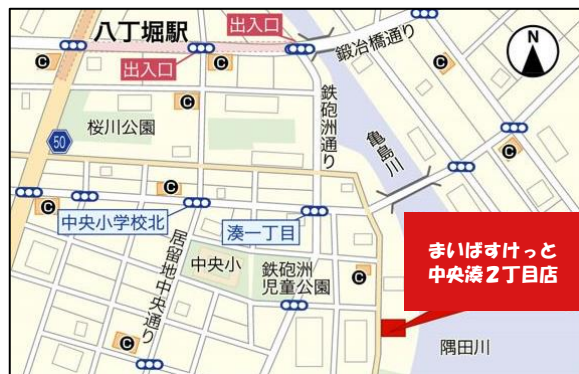 八丁堀駅
出入口
出入口
鍛冶橋通り
N
C
C
C
C
C
C
C
C
C
桜川公園
50
鉄砲洲通り
亀島川
中央小学校北
湊一丁目
居留地中央通り
中央小
鉄砲洲
児童公園
まいばすけっと
中央湊2丁目店
隅田川